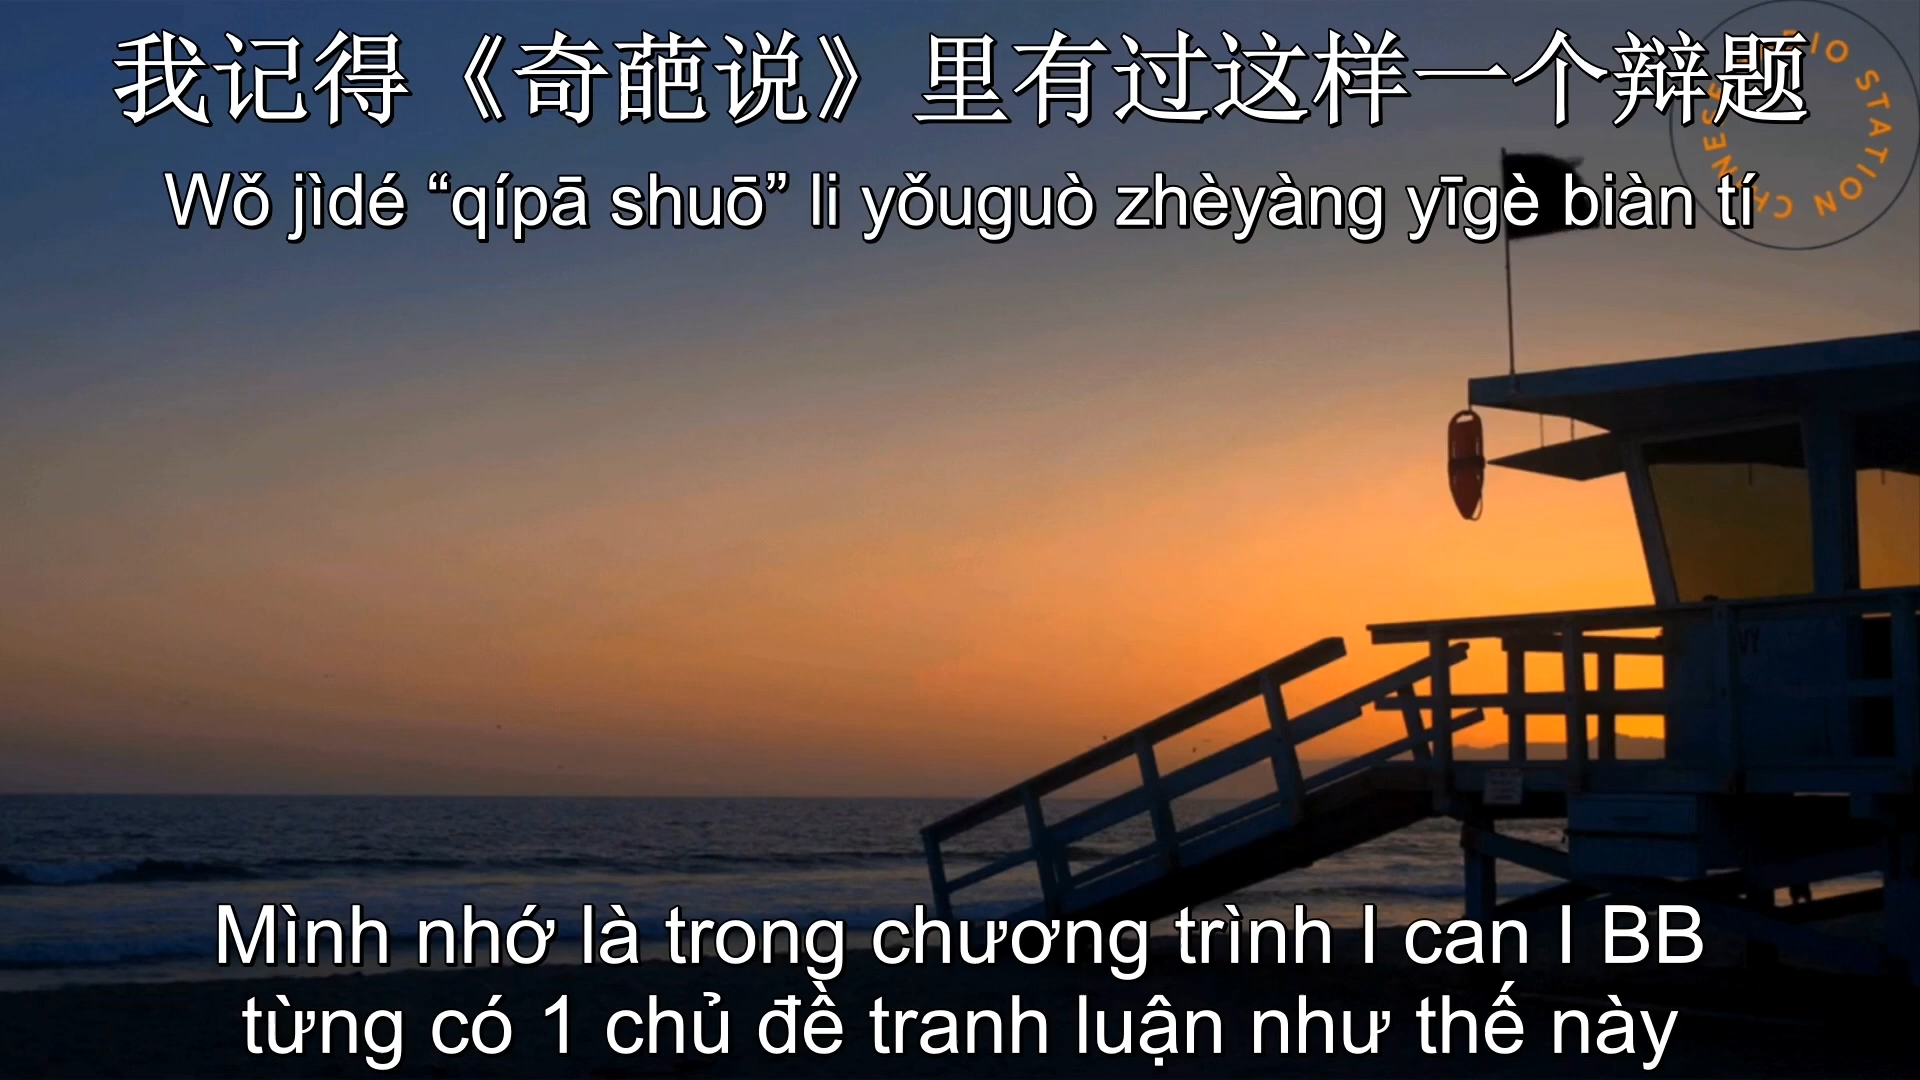 我记得《奇葩说》里有过这样一个辩题
Wǒ jìdé “qípā shuō” li yǒuguò zhèyàng yīgè biàn tí
Mình nhớ là trong chương trình I can I BB
từng có 1 chủ đề tranh luận như thế này
STATION